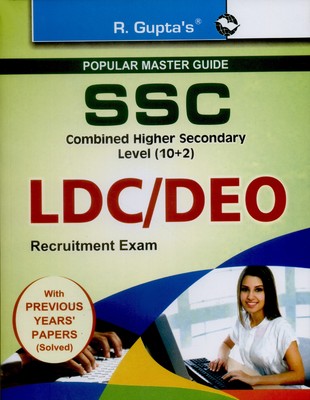 R. Gupta's®
POPULAR MASTER GUIDE
SSC
Combined Higher Secondary
Level (10+2)
LDC/DEO
Recruitment Exam
With
PREVIOUS
YEARS'
PAPERS
(Solved)